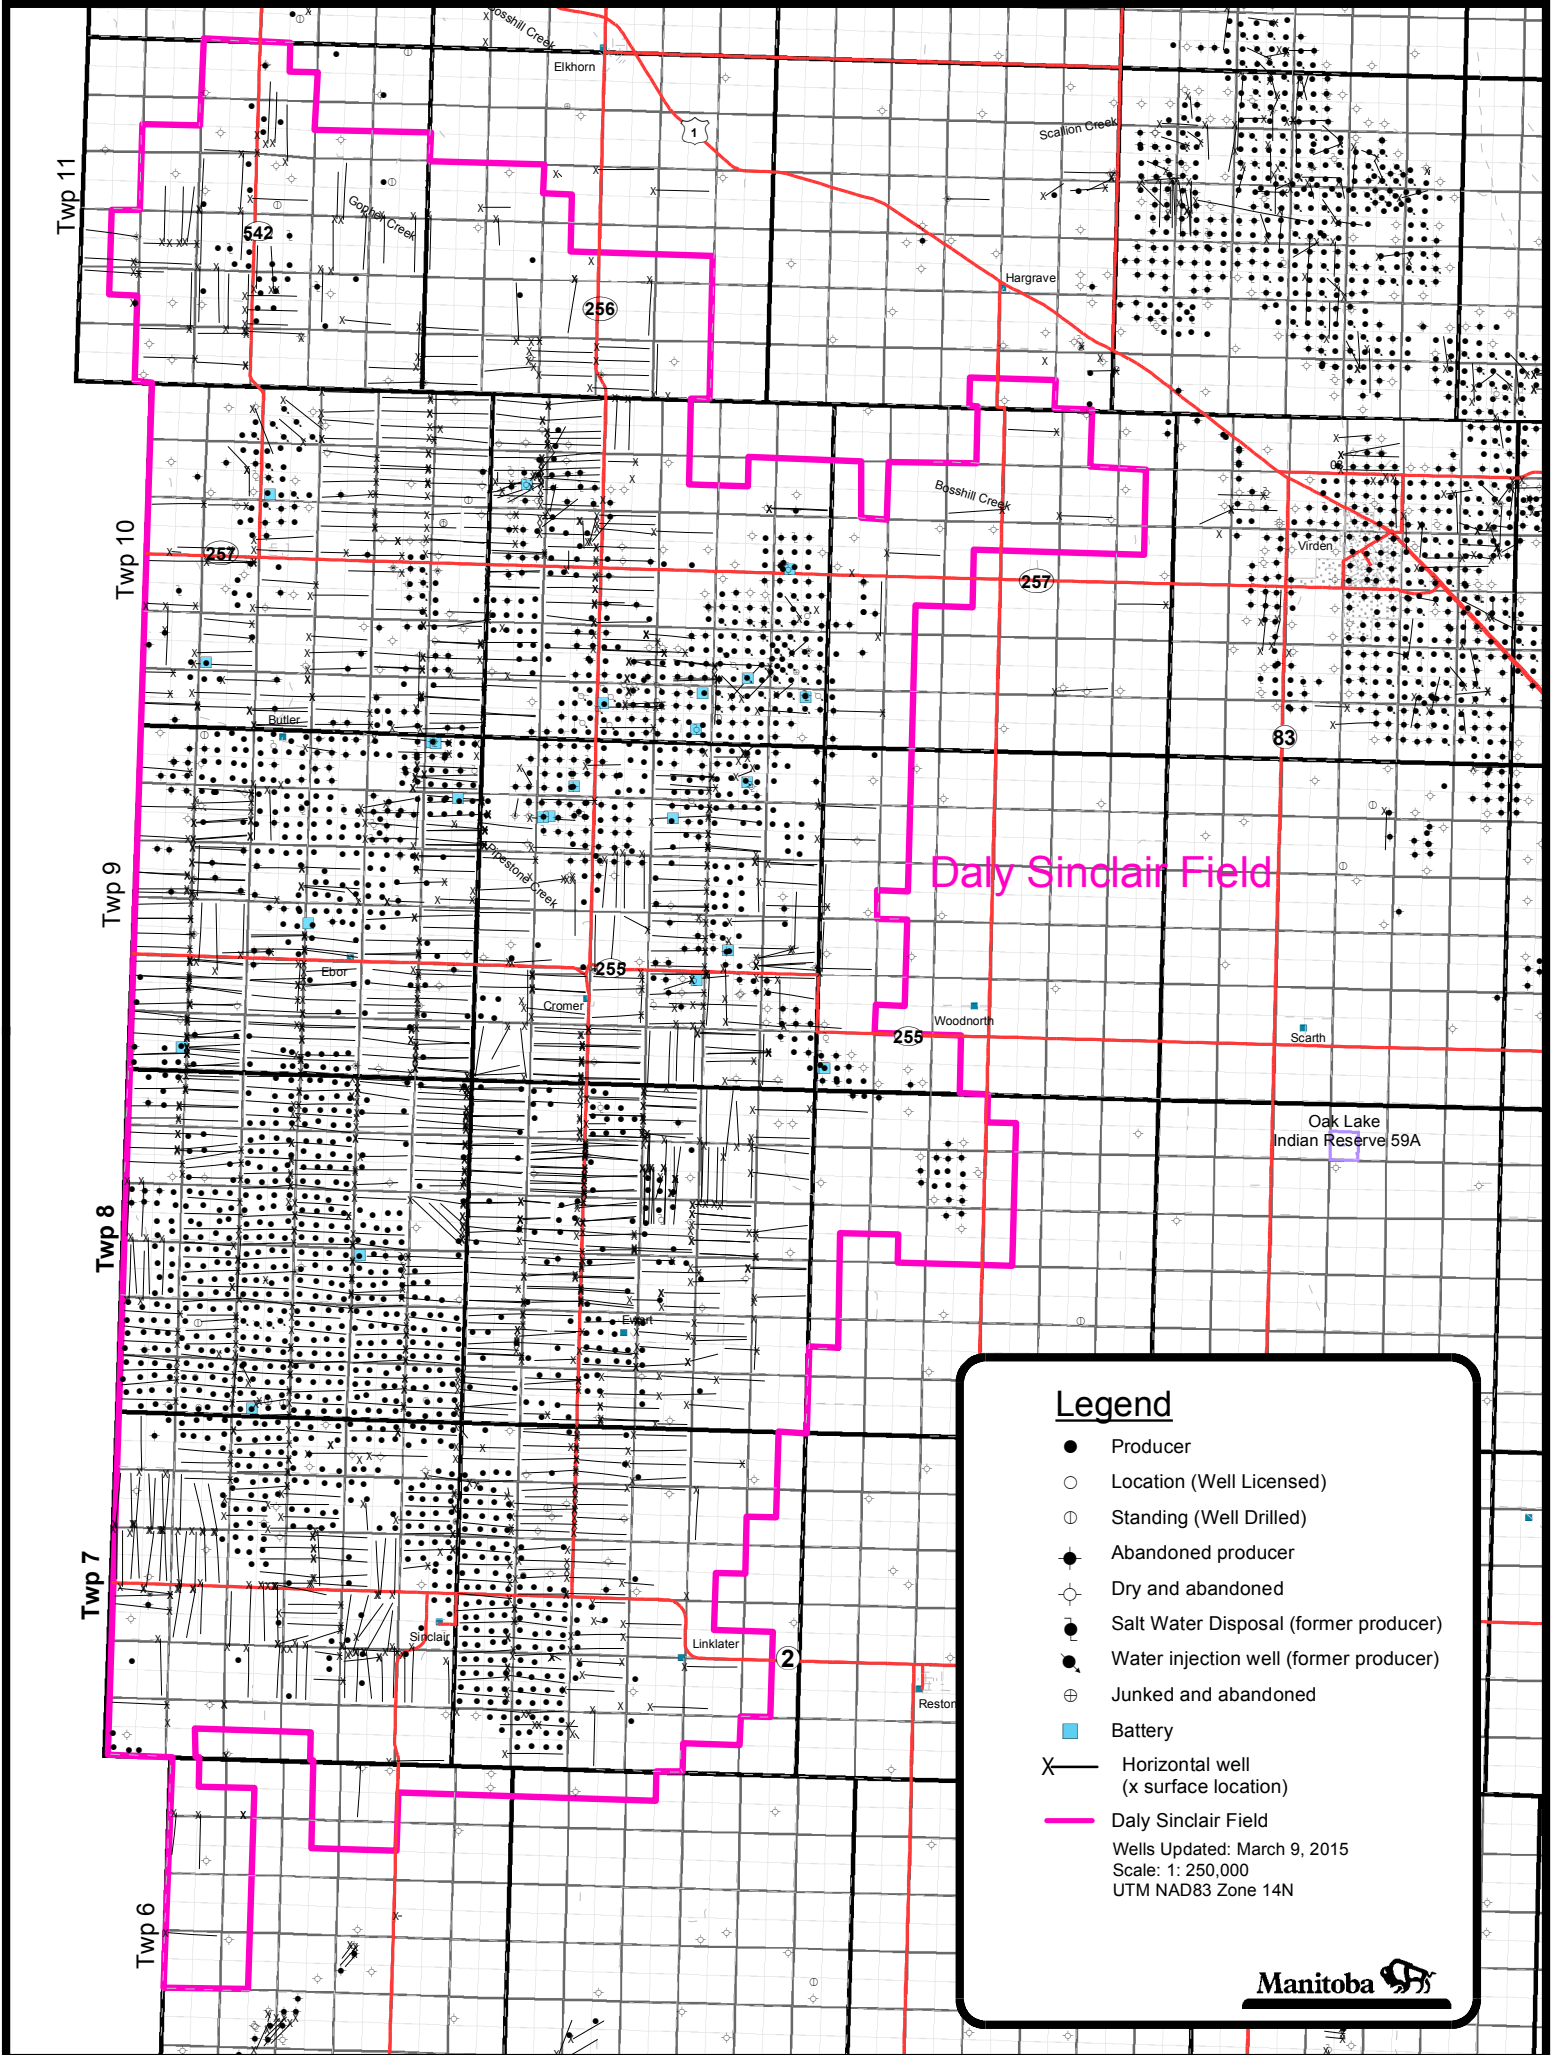 Bosshill Creek
Elkhorn
1
Scallion Creek
Twp 11
Gopher Creek
542
256
Hargrave
Bosshill Creek
Twp 10
257
257
Virden
Butler
83
Pipestone Creek
Daly Sinclair Field
Twp 9
Ebor
255
Cromer
Woodnorth
255
Scarth
Oak Lake
Indian Reserve 59A
Twp 8
Ewart
Twp 7
Sinclair
Linklater
2
Reston
Twp 6
Legend
Producer
Location (Well Licensed)
Standing (Well Drilled)
Abandoned producer
Dry and abandoned
Salt Water Disposal (former producer)
Water injection well (former producer)
Junked and abandoned
Battery
X
Horizontal well
(x surface location)
Daly Sinclair Field
Wells Updated: March 9, 2015
Scale: 1: 250,000
UTM NAD83 Zone 14N
Manitoba